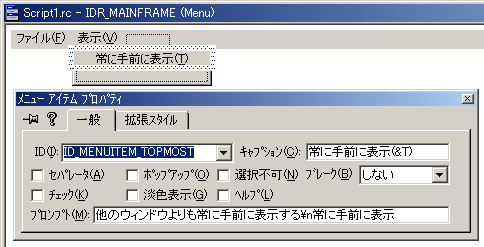 Script1.rc - IDR_MAINFRAME (Menu)
ファイル(F) 表示(V)
常に手前に表示(T)
メニュー アイテム プロパティ
一般 拡張スタイル
ID(I): ID_MENUITEM_TOPMOST キャプション(C): 常に手前に表示(&T)
セパレータ(A) ポップアップ(O) 選択不可(N) ブレーク(B) しない
チェック(K) 淡色表示(G) ヘルプ(L)
プロンプト(M): 他のウィンドウよりも常に手前に表示する¥n常に手前に表示